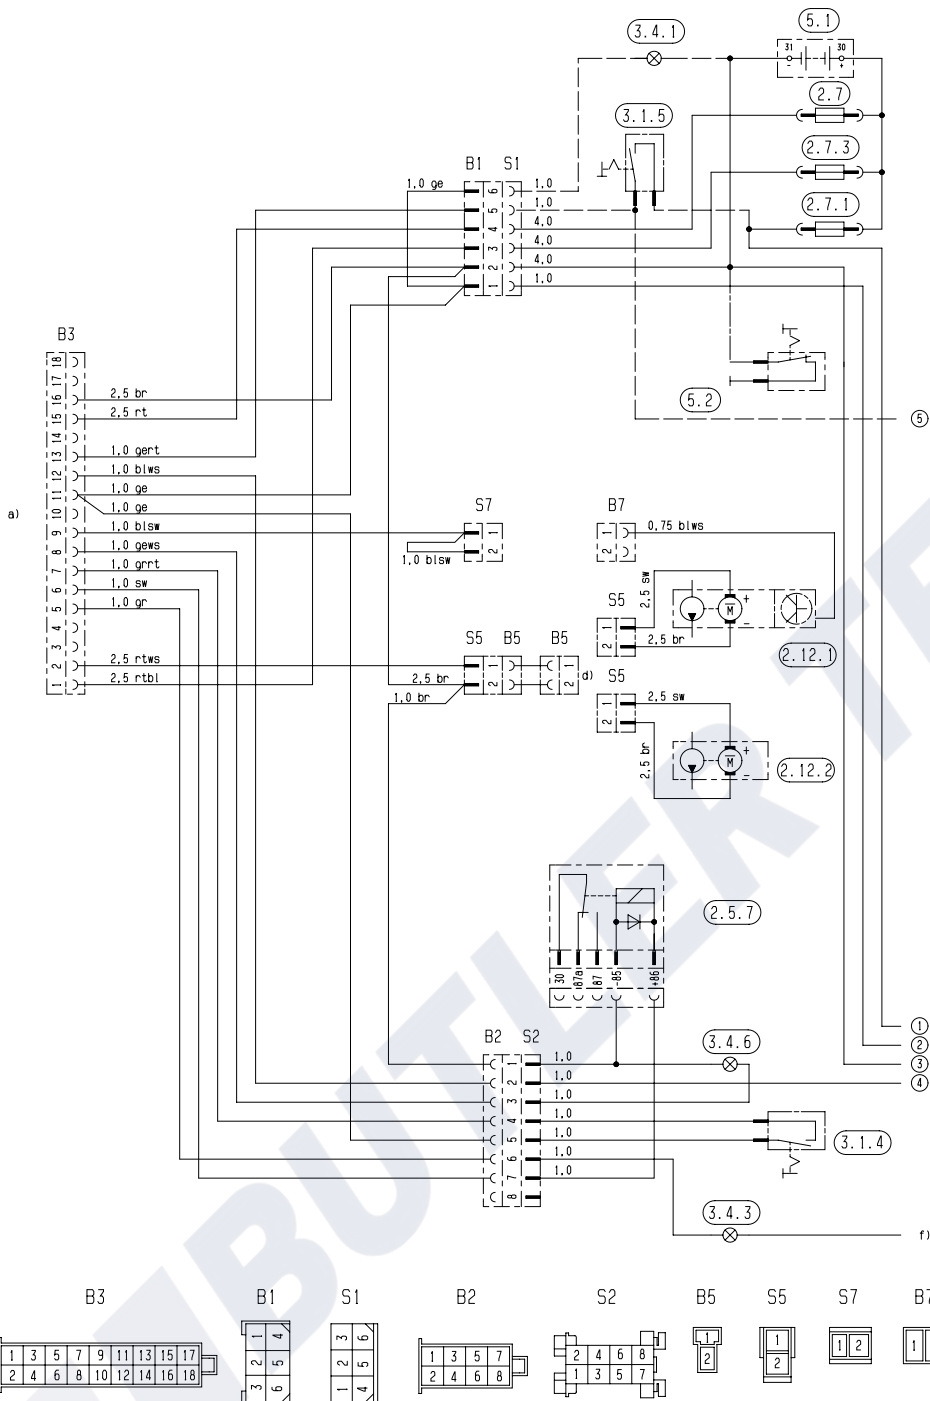 5.1
3.4.1
31 30
- +
2.7
3.1.5
2.7.3
B1 S1
1,0 ge
6 1,0
2.7.1
5 1,0
4 4,0
3 4,0
2 4,0
1 1,0
B3
18
17
16 2,5 br
15 2,5 rt
14
13 1,0 gert
12 1,0 blws
11 1,0 ge
10 1,0 ge
9 1,0 blsw
8 1,0 gews
7 1,0 grrt
6 1,0 sw
5 1,0 gr
4
3
2 2,5 rtws
1 2,5 rtbl
a)
5.2
5
S7
1
2
1,0 blsw
B7
1 0,75 blws
2
S5
1
2
2,5 sw
2,5 br
M
+
-
2.12.1
S5 B5 B5
1 1
2 2
2,5 br
1,0 br
d)
S5
1 2,5 sw
2
2,5 br
M
+
-
2.12.2
2.5.7
30 87a 87 -85 +86
1
2
3
4
B2 S2
3.4.6
1 1,0
2 1,0
3 1,0
4 1,0
5 1,0
6 1,0
7 1,0
8
3.1.4
3.4.3
f)
B3 B1 S1 B2 S2 B5 S5 S7 B7
1 3 5 7 9 11 13 15 17
2 4 6 8 10 12 14 16 18
1 4
2 5
3 6
3 6
2 5
1 4
1 3 5 7
2 4 6 8
2 4 6 8
1 3 5 7
1
2
1
2
1 2
1
BUTLER TE